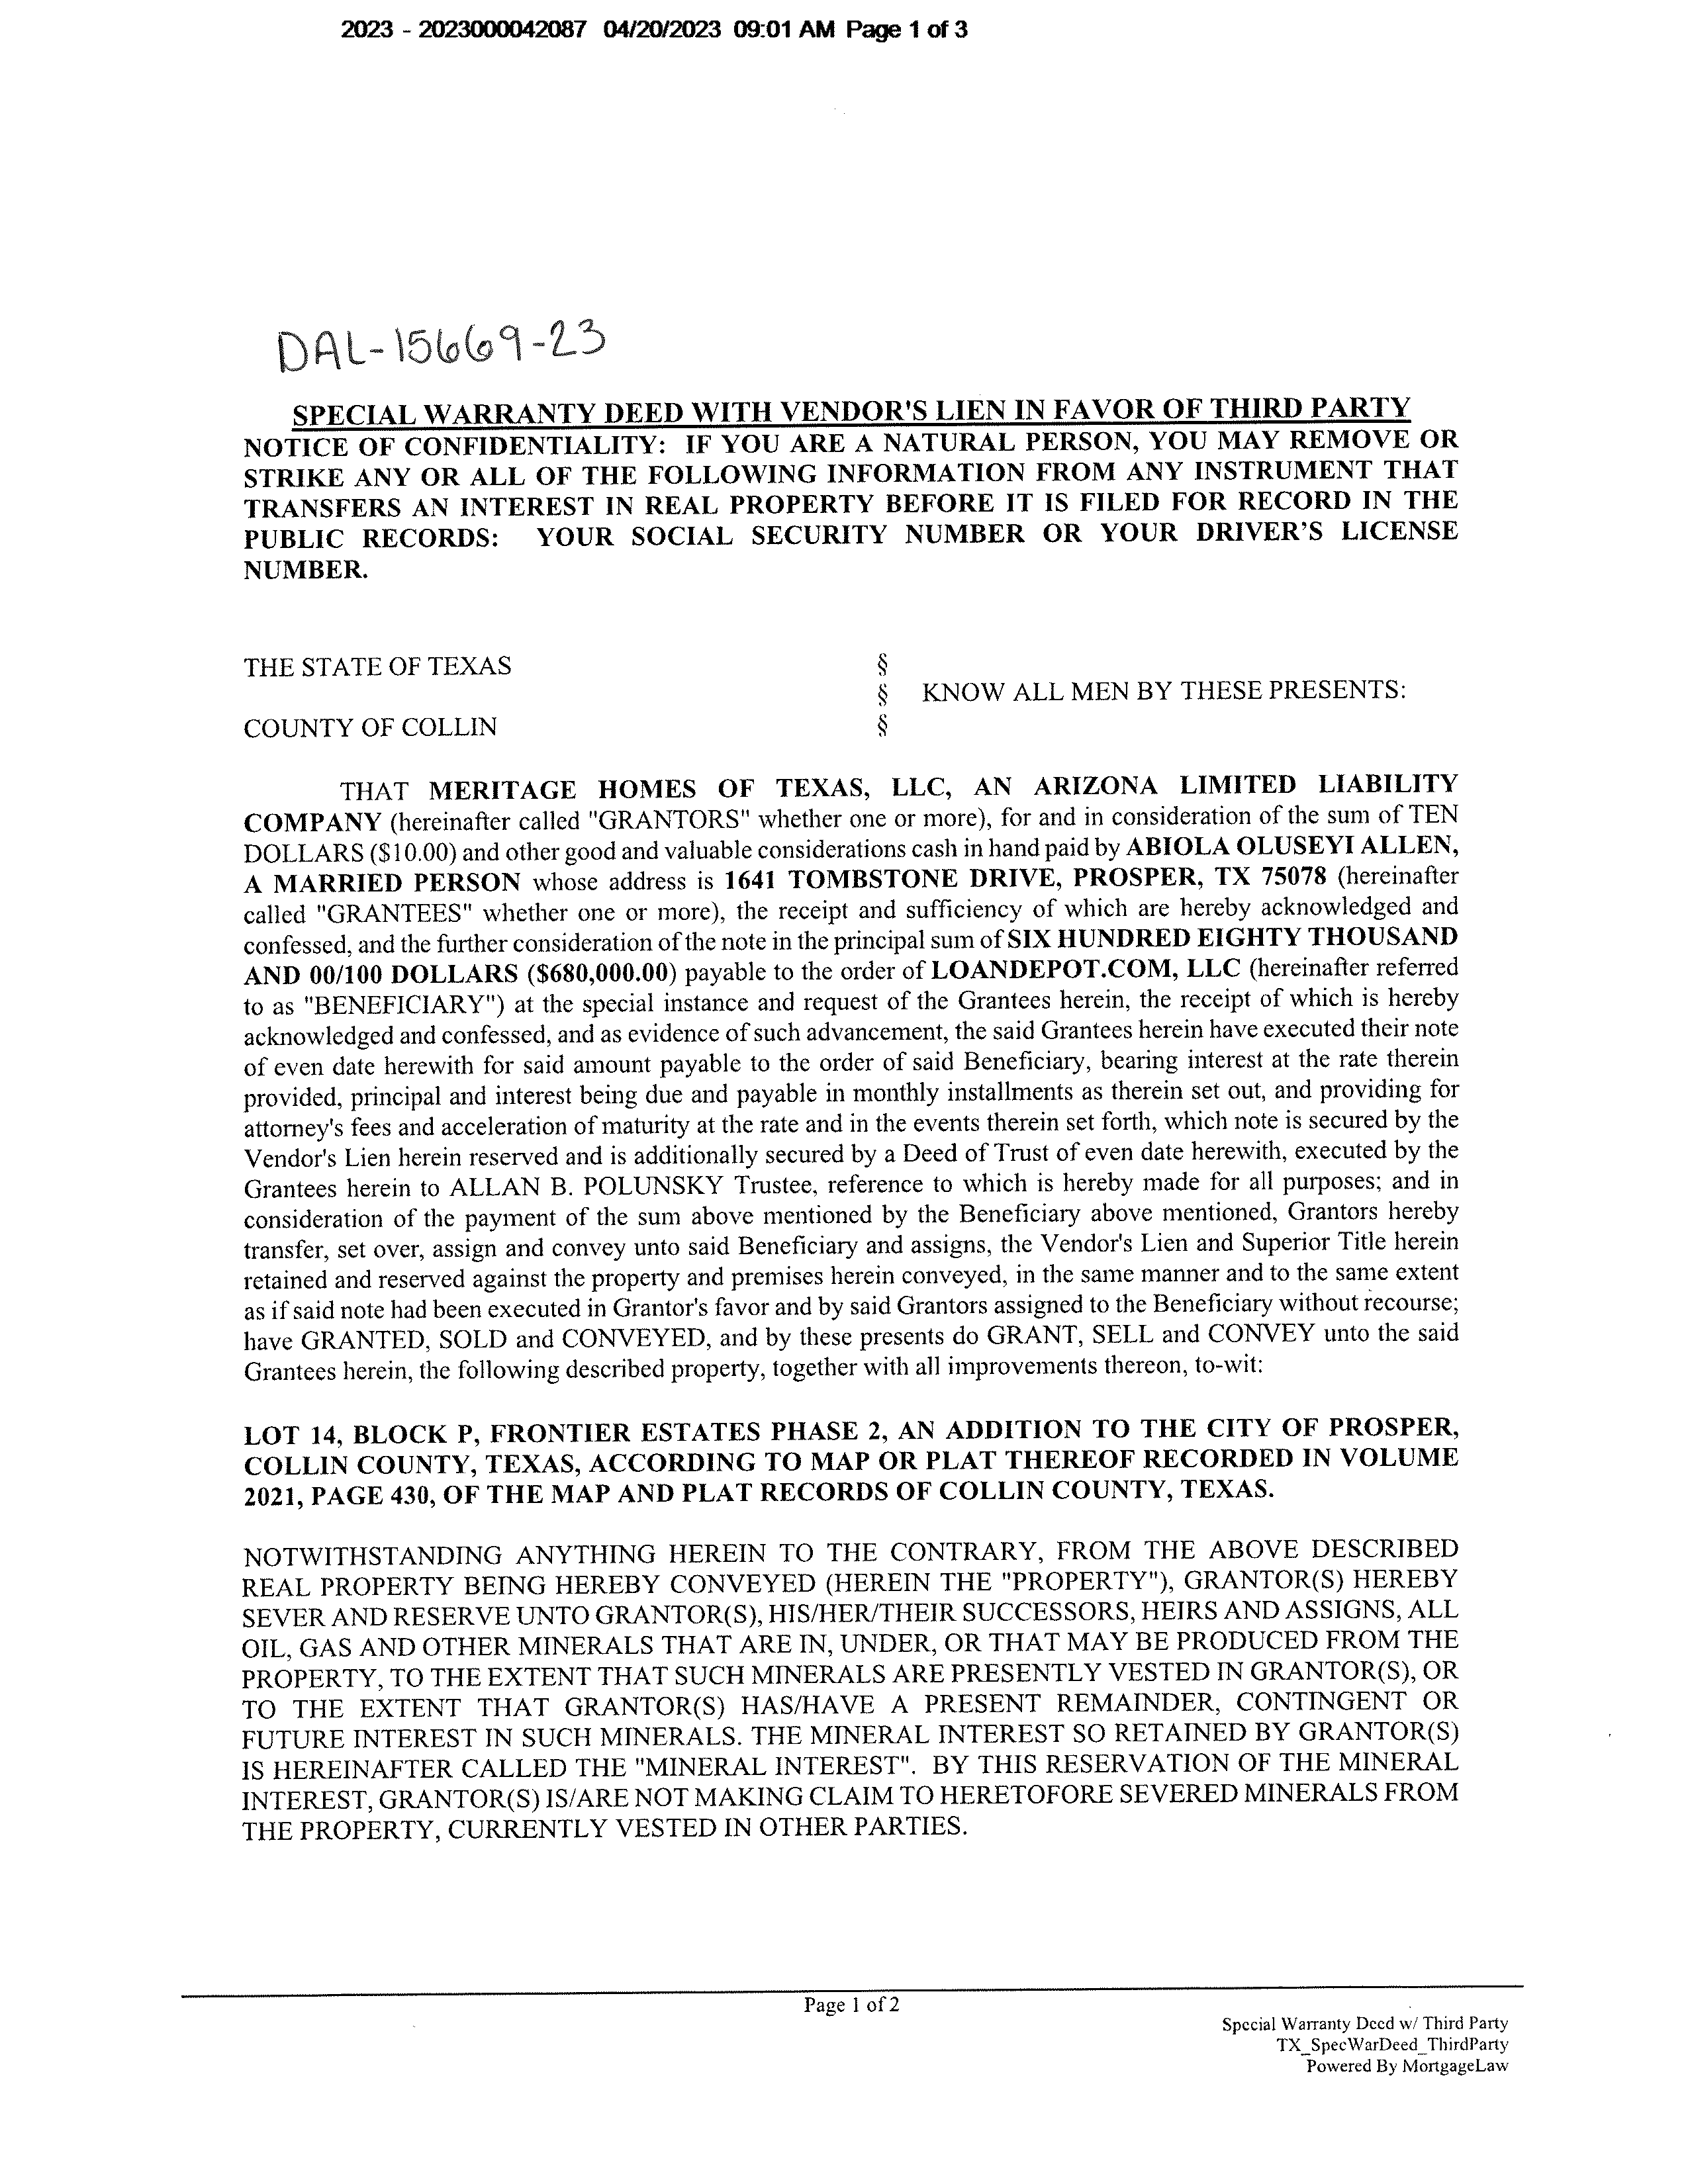 2023 - 2023000042087 04/20/2023 09:01 AM Page 1 of 3
DAL-15669-23
SPECIAL WARRANTY DEED WITH VENDOR'S LIEN IN FAVOR OF THIRD PARTY
NOTICE OF CONFIDENTIALITY: IF YOU ARE A NATURAL PERSON, YOU MAY REMOVE OR
STRIKE ANY OR ALL OF THE FOLLOWING INFORMATION FROM ANY INSTRUMENT THAT
TRANSFERS AN INTEREST IN REAL PROPERTY BEFORE IT IS FILED FOR RECORD IN THE
PUBLIC RECORDS: YOUR SOCIAL SECURITY NUMBER OR YOUR DRIVER'S LICENSE
NUMBER.
THE STATE OF TEXAS §
§ KNOW ALL MEN BY THESE PRESENTS:
COUNTY OF COLLIN §
THAT MERITAGE HOMES OF TEXAS, LLC, AN ARIZONA LIMITED LIABILITY
COMPANY (hereinafter called "GRANTORS" whether one or more), for and in consideration of the sum of TEN
DOLLARS ($10.00) and other good and valuable considerations cash in hand paid by ABIOLA OLUSEYI ALLEN,
A MARRIED PERSON whose address is 1641 TOMBSTONE DRIVE, PROSPER, TX 75078 (hereinafter
called "GRANTEES" whether one or more), the receipt and sufficiency of which are hereby acknowledged and
confessed, and the further consideration of the note in the principal sum of SIX HUNDRED EIGHTY THOUSAND
AND 00/100 DOLLARS ($680,000.00) payable to the order of LOANDEPOT.COM, LLC (hereinafter referred
to as "BENEFICIARY") at the special instance and request of the Grantees herein, the receipt of which is hereby
acknowledged and confessed, and as evidence of such advancement, the said Grantees herein have executed their note
of even date herewith for said amount payable to the order of said Beneficiary, bearing interest at the rate therein
provided, principal and interest being due and payable in monthly installments as therein set out, and providing for
attorney's fees and acceleration of maturity at the rate and in the events therein set forth, which note is secured by the
Vendor's Lien herein reserved and is additionally secured by a Deed of Trust of even date herewith, executed by the
Grantees herein to ALLAN B. POLUNSKY Trustee, reference to which is hereby made for all purposes; and in
consideration of the payment of the sum above mentioned by the Beneficiary above mentioned, Grantors hereby
transfer, set over, assign and convey unto said Beneficiary and assigns, the Vendor's Lien and Superior Title herein
retained and reserved against the property and premises herein conveyed, in the same manner and to the same extent
as if said note had been executed in Grantor's favor and by said Grantors assigned to the Beneficiary without recourse;
have GRANTED, SOLD and CONVEYED, and by these presents do GRANT, SELL and CONVEY unto the said
Grantees herein, the following described property, together with all improvements thereon, to-wit:
LOT 14, BLOCK P, FRONTIER ESTATES PHASE 2, AN ADDITION TO THE CITY OF PROSPER,
COLLIN COUNTY, TEXAS, ACCORDING TO MAP OR PLAT THEREOF RECORDED IN VOLUME
2021, PAGE 430, OF THE MAP AND PLAT RECORDS OF COLLIN COUNTY, TEXAS.
NOTWITHSTANDING ANYTHING HEREIN TO THE CONTRARY, FROM THE ABOVE DESCRIBED
REAL PROPERTY BEING HEREBY CONVEYED (HEREIN THE "PROPERTY"), GRANTOR(S) HEREBY
SEVER AND RESERVE UNTO GRANTOR(S), HIS/HER/THEIR SUCCESSORS, HEIRS AND ASSIGNS, ALL
OIL, GAS AND OTHER MINERALS THAT ARE IN, UNDER, OR THAT MAY BE PRODUCED FROM THE
PROPERTY, TO THE EXTENT THAT SUCH MINERALS ARE PRESENTLY VESTED IN GRANTOR(S), OR
TO THE EXTENT THAT GRANTOR(S) HAS/HAVE A PRESENT REMAINDER, CONTINGENT OR
FUTURE INTEREST IN SUCH MINERALS. THE MINERAL INTEREST SO RETAINED BY GRANTOR(S)
IS HEREINAFTER CALLED THE "MINERAL INTEREST". BY THIS RESERVATION OF THE MINERAL
INTEREST, GRANTOR(S) IS/ARE NOT MAKING CLAIM TO HERETOFORE SEVERED MINERALS FROM
THE PROPERTY, CURRENTLY VESTED IN OTHER PARTIES.
Page 1 of 2
Special Warranty Deed w/ Third Party
TX_SpecWarDeed_ThirdParty
Powered By MortgageLaw